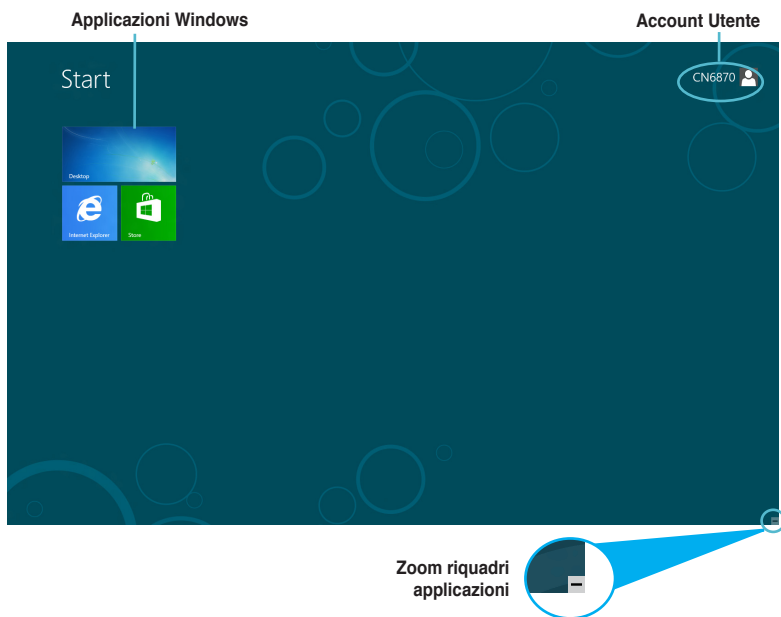 Applicazioni Windows
Account Utente
Start
CN6870
Desktop
Internet Explorer
Store
Zoom riquadri
applicazioni